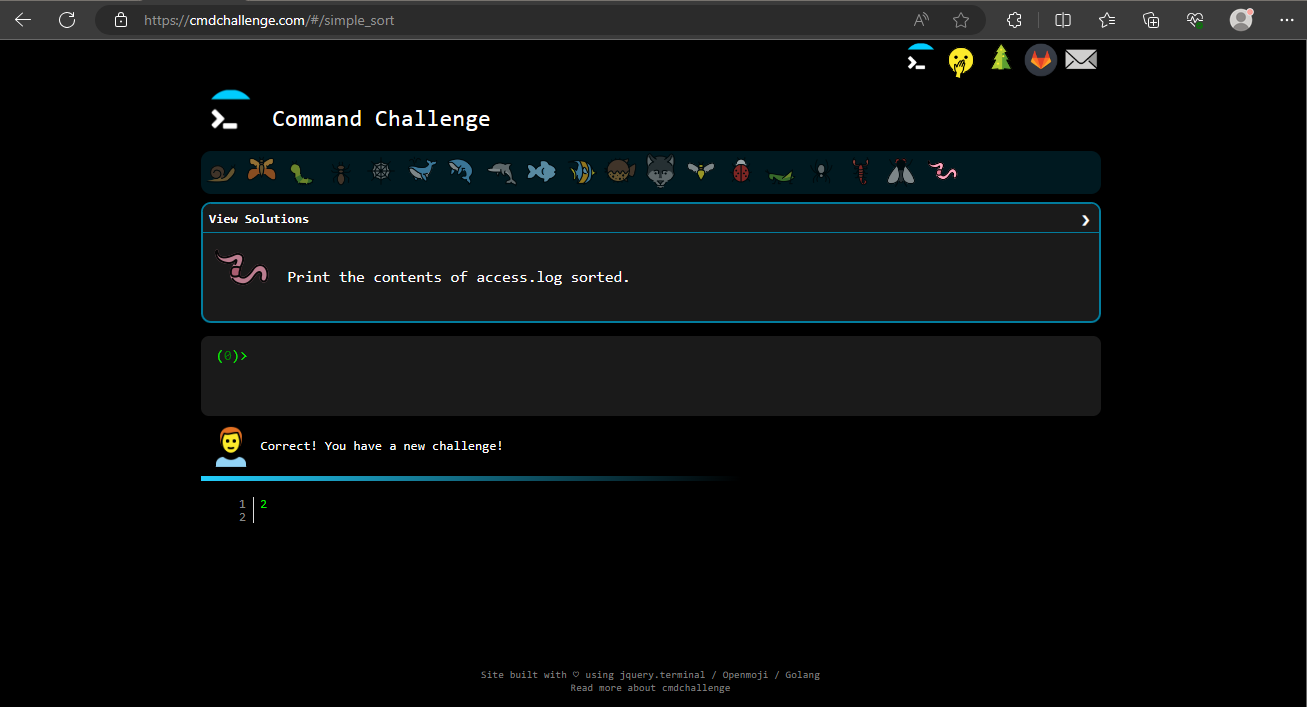 https://cmdchallenge.com/#/simple_sort
Command Challenge
View Solutions
Print the contents of access.log sorted.
(0)>
Correct! You have a new challenge!
1 2
2
Site built with ♡ using jquery.terminal / Openmoji / Golang
Read more about cmdchallenge